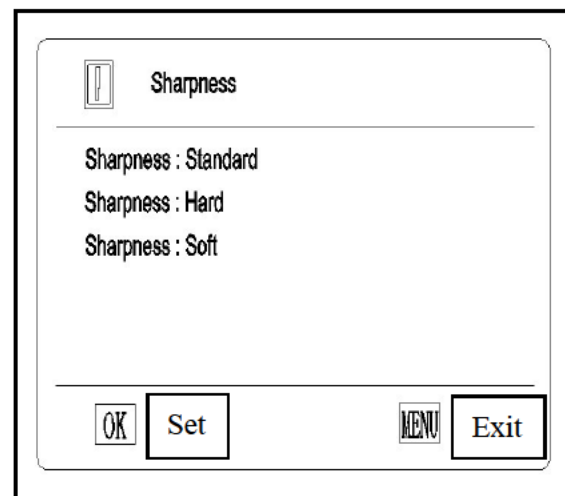 Sharpness
Sharpness : Standard
Sharpness : Hard
Sharpness : Soft
OK Set MENU Exit